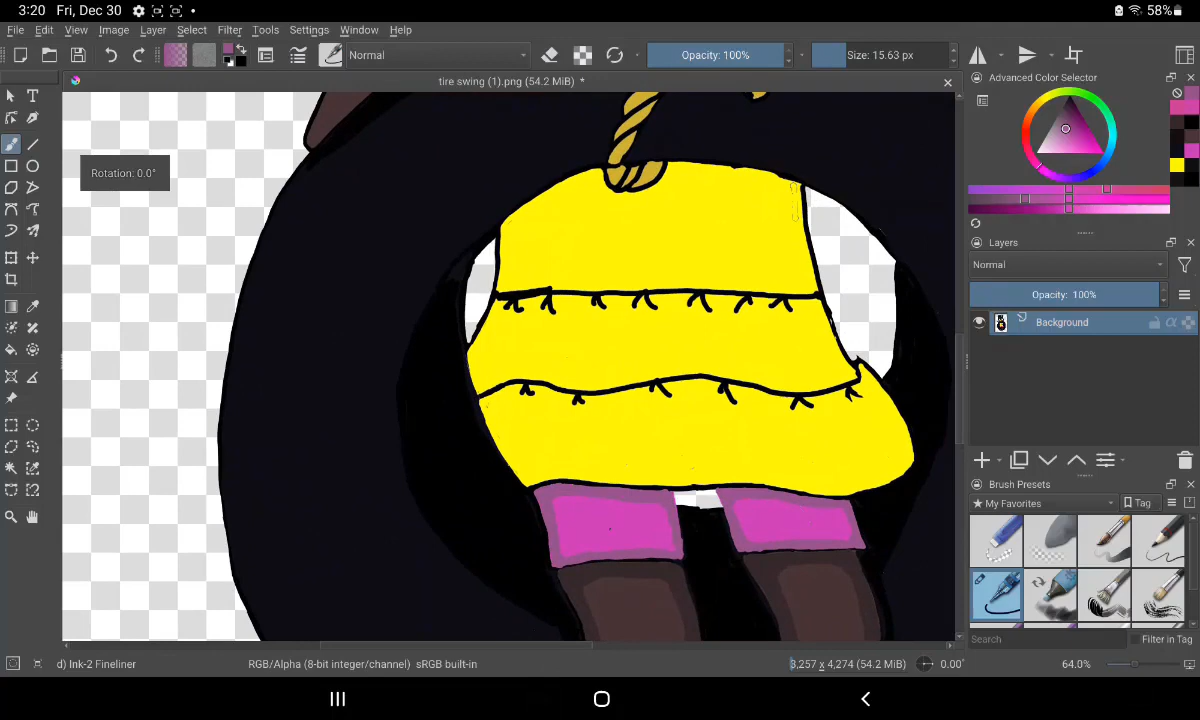 3:20 Fri, Dec 30 58%
File Edit View Image Layer Select Filter Tools Settings Window Help
Normal Opacity: 100% Size: 15.63 px
tire swing (1).png (54.2 MiB) *
Rotation: 0.0°
Advanced Color Selector
Layers
Normal
Opacity: 100%
Background
Brush Presets
My Favorites Tag
Search Filter in Tag
d) Ink-2 Fineliner RGB/Alpha (8-bit integer/channel) sRGB built-in 3,257 x 4,274 (54.2 MiB) 0.00° 64.0%